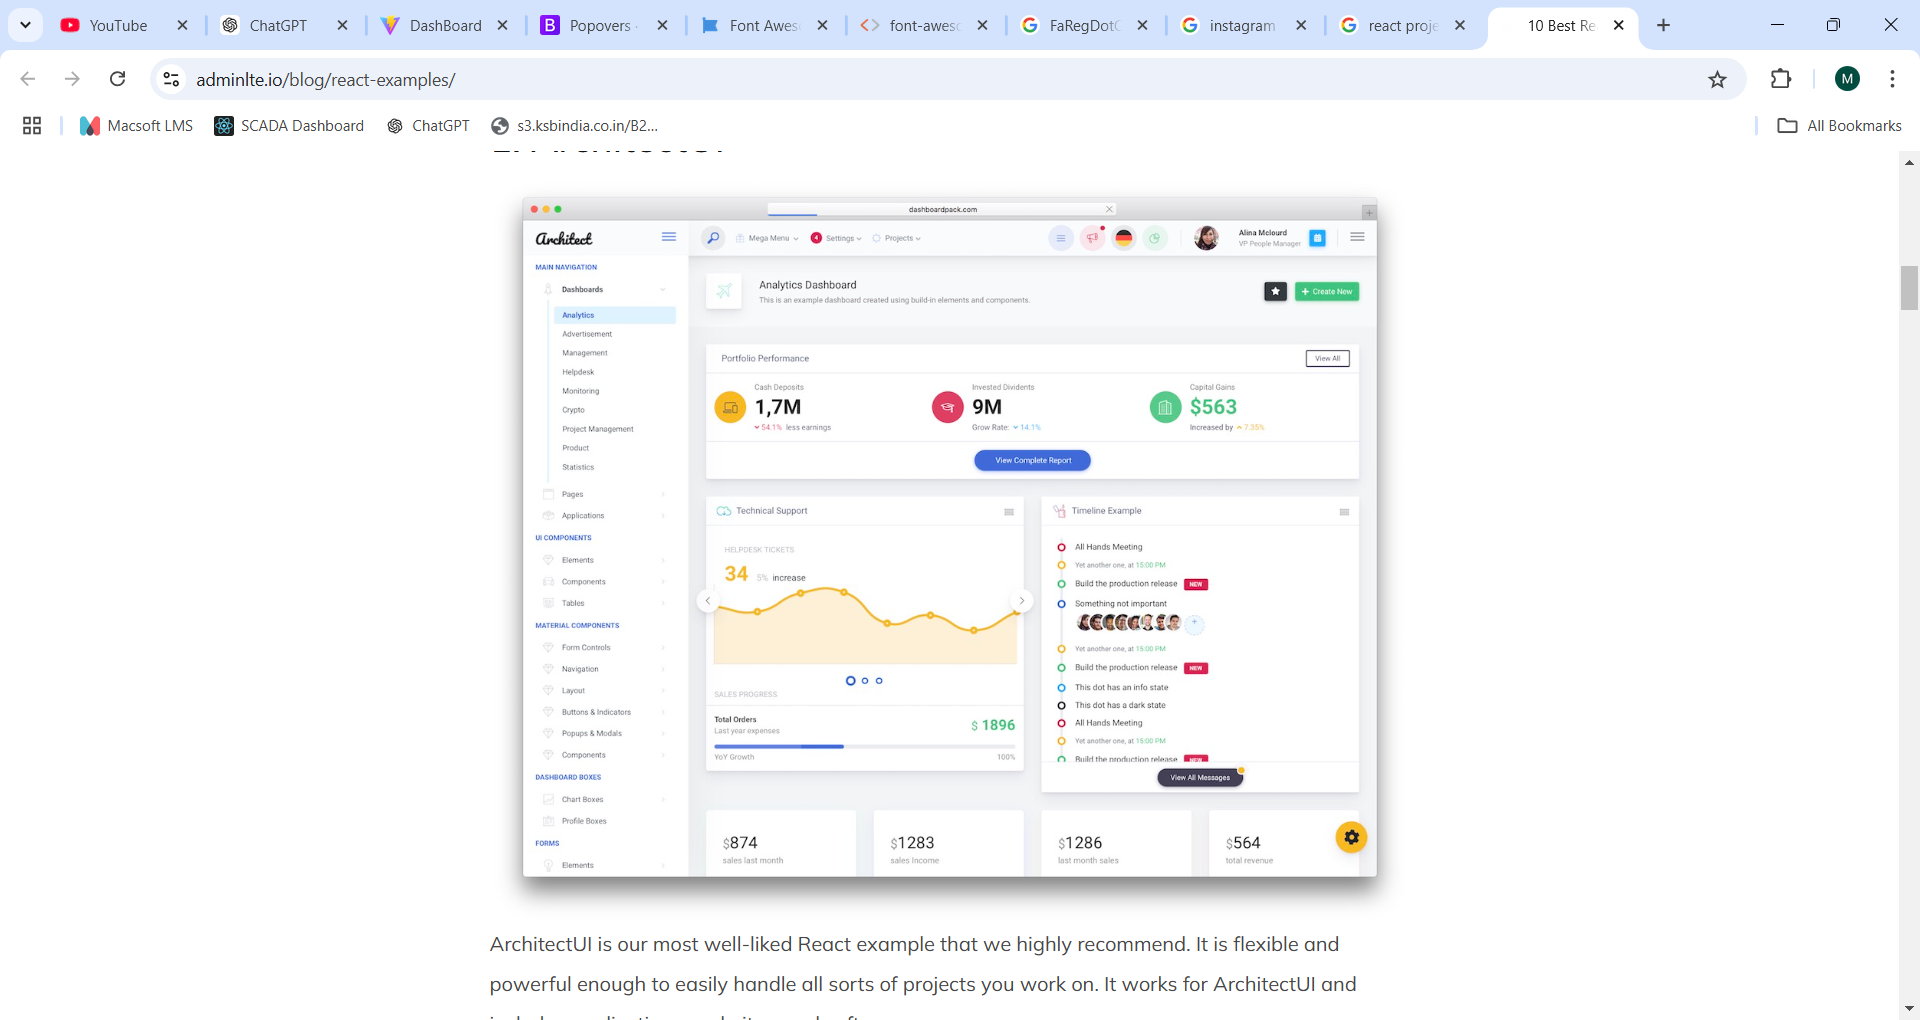 YouTube
ChatGPT
DashBoard
Popovers ·
Font Aweso
font-aweso
FaRegDotC
instagram
react proje
10 Best Re
adminlte.io/blog/react-examples/
M
Macsoft LMS
SCADA Dashboard
ChatGPT
s3.ksbindia.co.in/B2...
All Bookmarks
dashboardpack.com
Architect
Mega Menu
4
Settings
Projects
Alina Mclourd
VP People Manager
MAIN NAVIGATION
Dashboards
Analytics
Advertisement
Management
Helpdesk
Monitoring
Crypto
Project Management
Product
Statistics
Pages
Applications
UI COMPONENTS
Elements
Components
Tables
MATERIAL COMPONENTS
Form Controls
Navigation
Layout
Buttons & Indicators
Popups & Modals
Components
DASHBOARD BOXES
Chart Boxes
Profile Boxes
FORMS
Elements
Analytics Dashboard
This is an example dashboard created using build-in elements and components.
+ Create New
Portfolio Performance
View All
Cash Deposits
1,7M
54.1% less earnings
Invested Dividents
9M
Grow Rate: 14.1%
Capital Gains
$563
Increased by 7.35%
View Complete Report
Technical Support
HELPDESK TICKETS
34 5% increase
SALES PROGRESS
Total Orders
Last year expenses
$ 1896
YoY Growth
100%
Timeline Example
All Hands Meeting
Yet another one, at 15:00 PM
Build the production release NEW
Something not important
Yet another one, at 15:00 PM
Build the production release NEW
This dot has an info state
This dot has a dark state
All Hands Meeting
Yet another one, at 15:00 PM
Build the production release NEW
View All Messages
$874
sales last month
$1283
sales Income
$1286
last month sales
$564
total revenue
ArchitectUI is our most well-liked React example that we highly recommend. It is flexible and
powerful enough to easily handle all sorts of projects you work on. It works for ArchitectUI and